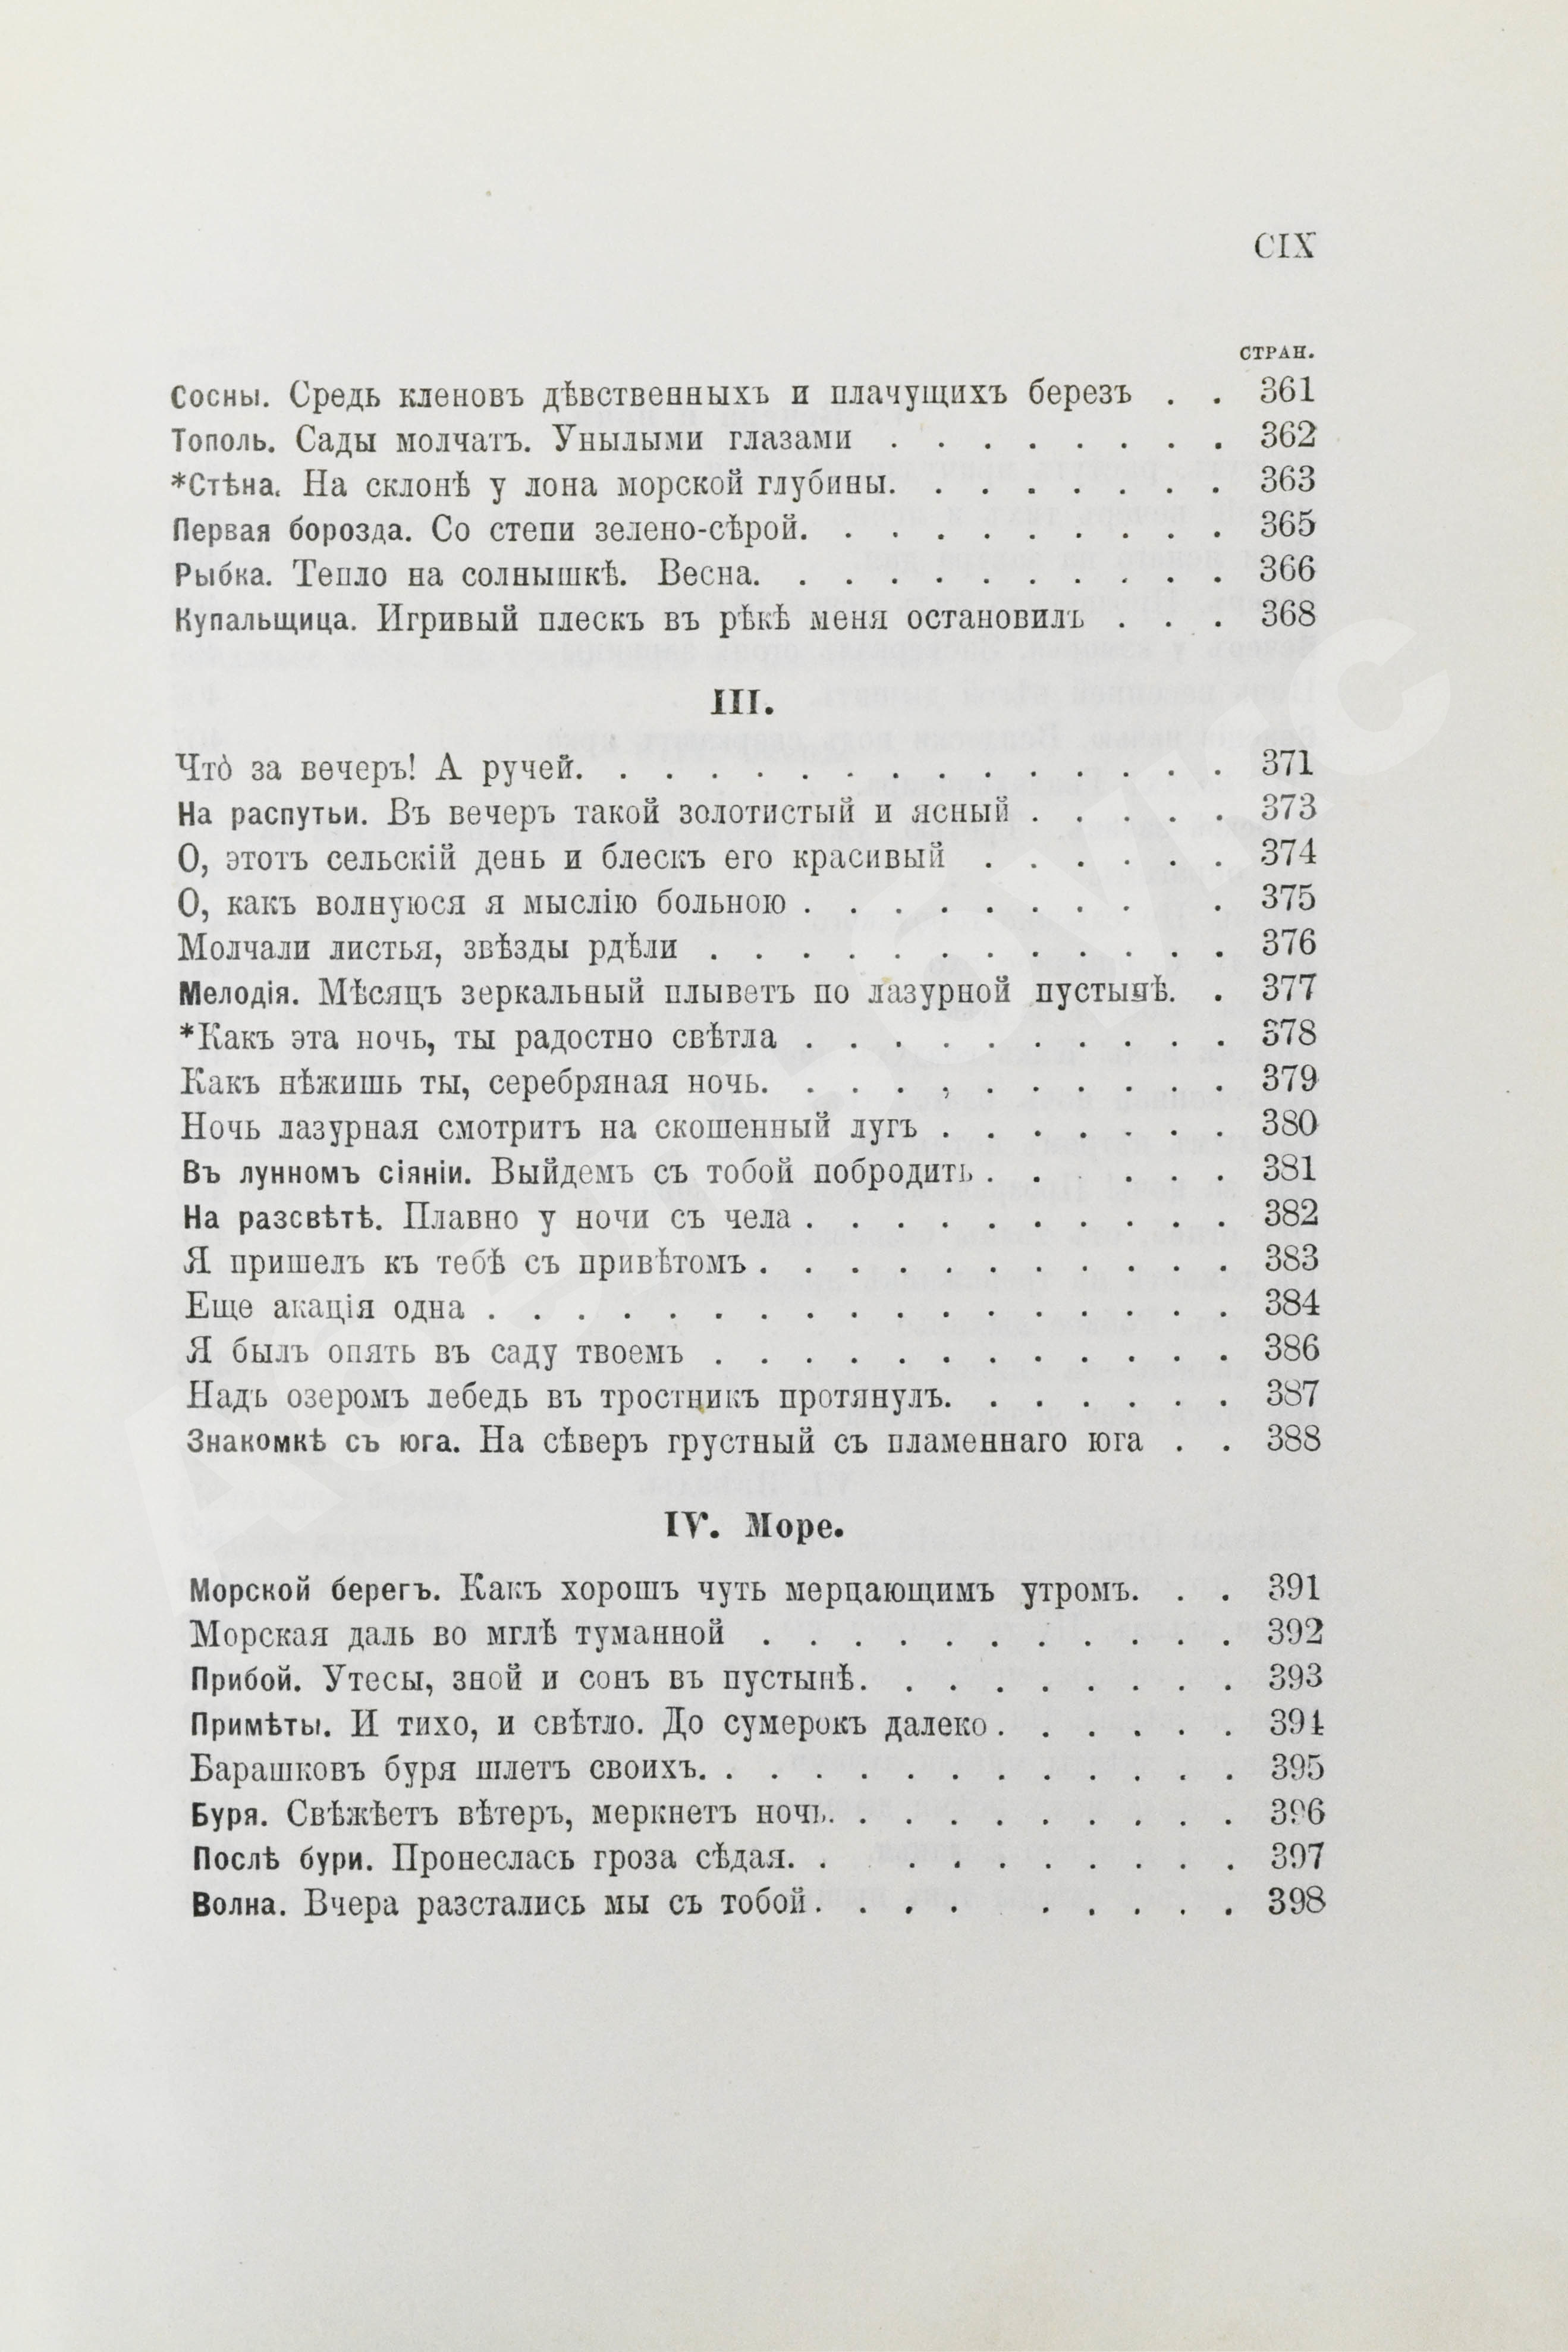 CIX
СТРАН.
Сосны. Средь кленовъ дѣвственныхъ и плачущихъ березъ . . 361
Тополь. Сады молчатъ. Унылыми глазами . . . . . . . . 362
*Стѣна. На склонѣ у лона морской глубины. . . . . . . . 363
Первая борозда. Со степи зелено-сѣрой. . . . . . . . . . 365
Рыбка. Тепло на солнышкѣ. Весна. . . . . . . . . . . 366
Купальщица. Игривый плескъ въ рѣкѣ меня остановилъ . . . 368
III.
Что̀ за вечеръ! А ручей. . . . . . . . . . . . . . . 371
На распутьи. Въ вечеръ такой золотистый и ясный . . . . . 373
О, этотъ сельскій день и блескъ его красивый . . . . . . 374
О, какъ волнуюся я мыслію больною . . . . . . . . . 375
Молчали листья, звѣзды рдѣли . . . . . . . . . . . . 376
Мелодія. Мѣсяцъ зеркальный плыветъ по лазурной пустынѣ. . 377
*Какъ эта ночь, ты радостно свѣтла . . . . . . . . . . 378
Какъ нѣжишь ты, серебряная ночь. . . . . . . . . . . 379
Ночь лазурная смотритъ на скошенный лугъ . . . . . . . 380
Въ лунномъ сіяніи. Выйдемъ съ тобой побродить . . . . . . 381
На разсвѣтѣ. Плавно у ночи съ чела . . . . . . . . . . 382
Я пришелъ къ тебѣ съ привѣтомъ . . . . . . . . . . . 383
Еще акація одна . . . . . . . . . . . . . . . . . 384
Я былъ опять въ саду твоемъ . . . . . . . . . . . . 386
Надъ озеромъ лебедь въ тростникъ протянулъ. . . . . . . 387
Знакомкѣ съ юга. На сѣверъ грустный съ пламеннаго юга . . 388
IV. Море.
Морской берегъ. Какъ хорошъ чуть мерцающимъ утромъ. . . 391
Морская даль во мглѣ туманной . . . . . . . . . . . 392
Прибой. Утесы, зной и сонъ въ пустынѣ. . . . . . . . . 393
Примѣты. И тихо, и свѣтло. До сумерокъ далеко . . . . . . 394
Барашковъ буря шлетъ своихъ. . . . . . . . . . . . . 395
Буря. Свѣжѣетъ вѣтеръ, меркнетъ ночь. . . . . . . . . . 396
Послѣ бури. Пронеслась гроза сѣдая. . . . . . . . . . 397
Волна. Вчера разстались мы съ тобой . . . . . . . . . 398